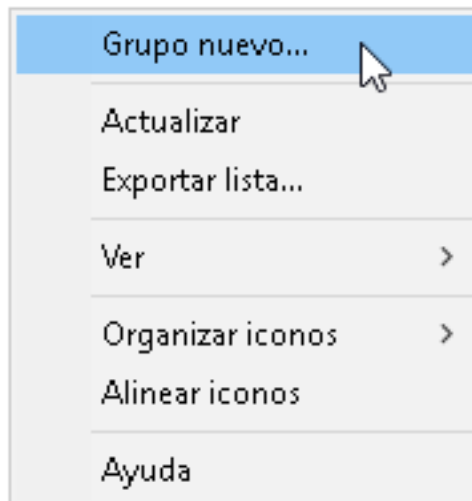 Grupo nuevo...
Actualizar
Exportar lista...
Ver
Organizar iconos
Alinear iconos
Ayuda